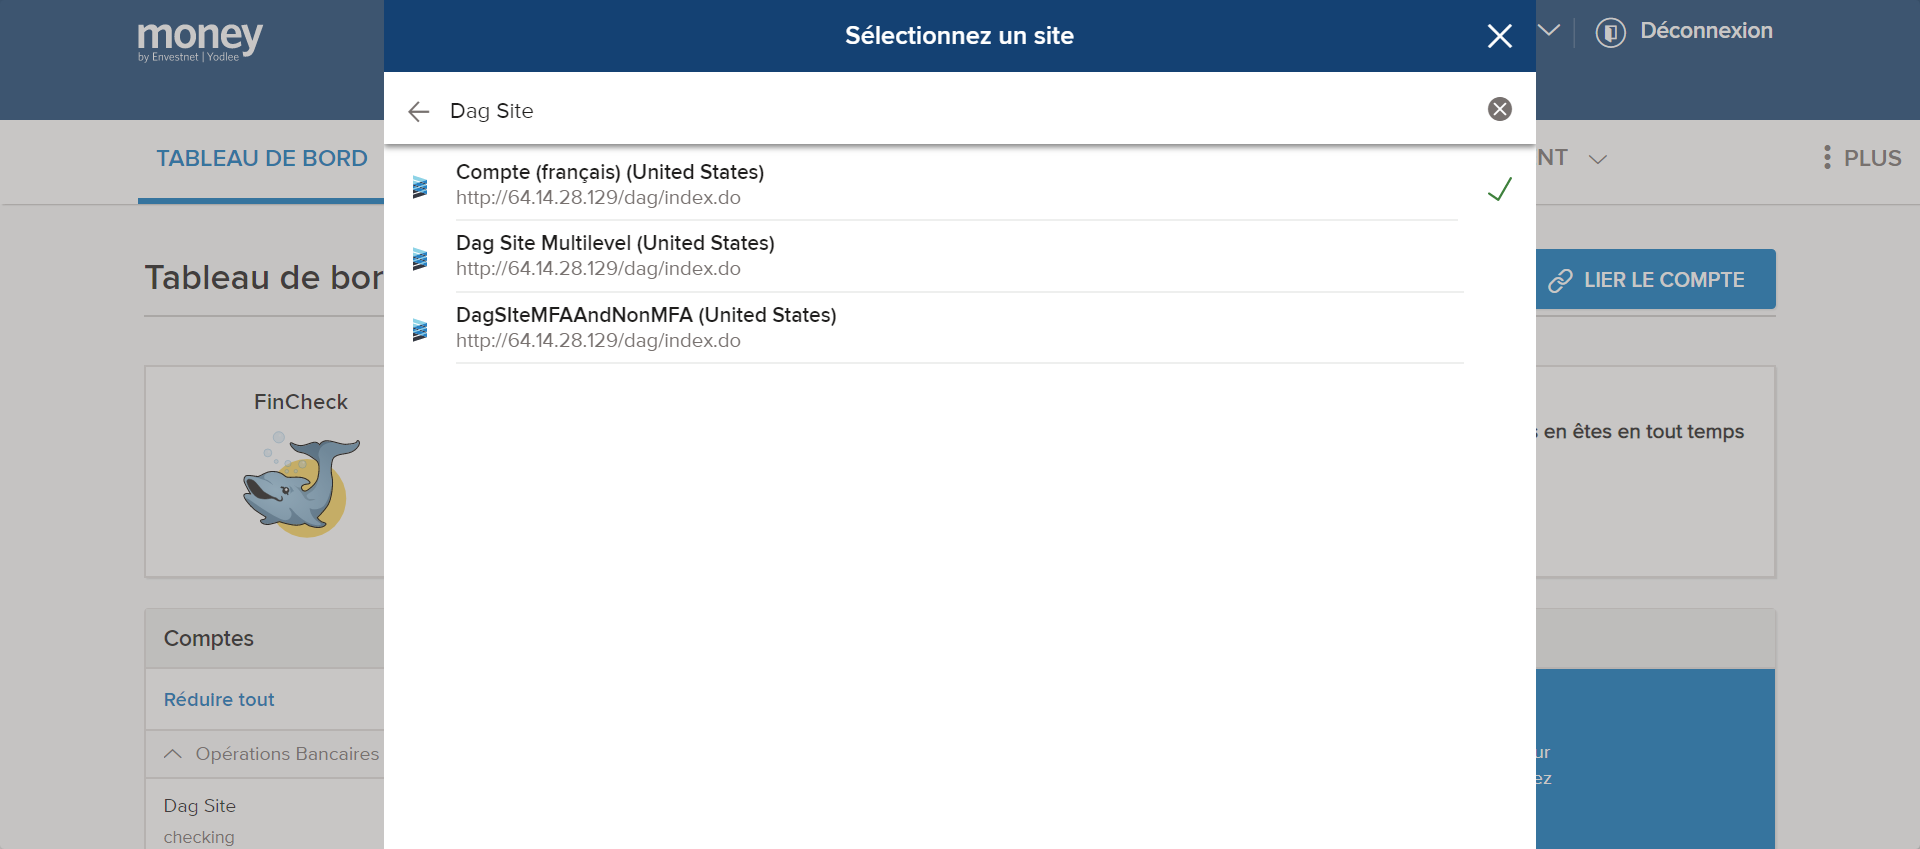 money
by Envestnet | Yodlee
Sélectionnez un site
Déconnexion
Dag Site
TABLEAU DE BORD
NT
PLUS
Compte (français) (United States)
http://64.14.28.129/dag/index.do
Dag Site Multilevel (United States)
http://64.14.28.129/dag/index.do
Tableau de bor
LIER LE COMPTE
DagSIteMFAAndNonMFA (United States)
http://64.14.28.129/dag/index.do
FinCheck
s en êtes en tout temps
Comptes
Réduire tout
Opérations Bancaires
ur
ez
Dag Site
checking